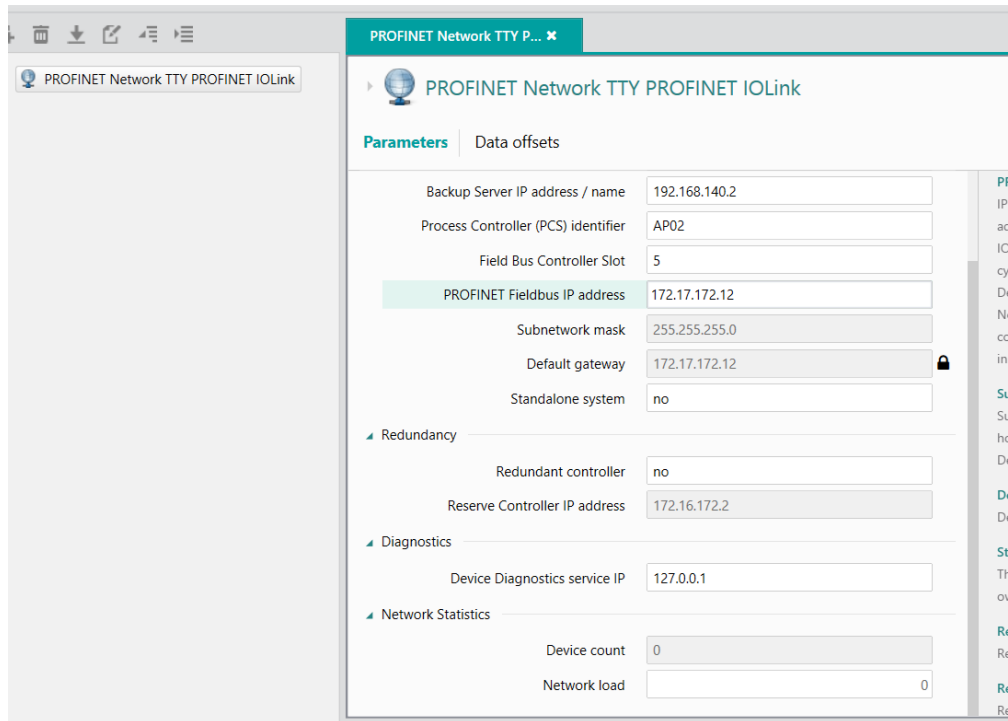 PROFINET Network TTY P... ✖
PROFINET Network TTY PROFINET IOLink
PROFINET Network TTY PROFINET IOLink
Parameters
Data offsets
Backup Server IP address / name
192.168.140.2
Process Controller (PCS) identifier
AP02
Field Bus Controller Slot
5
PROFINET Fieldbus IP address
172.17.172.12
Subnetwork mask
255.255.255.0
Default gateway
172.17.172.12
Standalone system
no
Redundancy
Redundant controller
no
Reserve Controller IP address
172.16.172.2
Diagnostics
Device Diagnostics service IP
127.0.0.1
Network Statistics
Device count
0
Network load
0